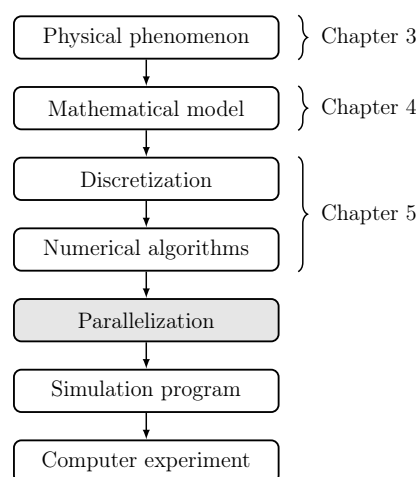 Physical phenomenon
Chapter 3
Mathematical model
Chapter 4
Discretization
Chapter 5
Numerical algorithms
Parallelization
Simulation program
Computer experiment